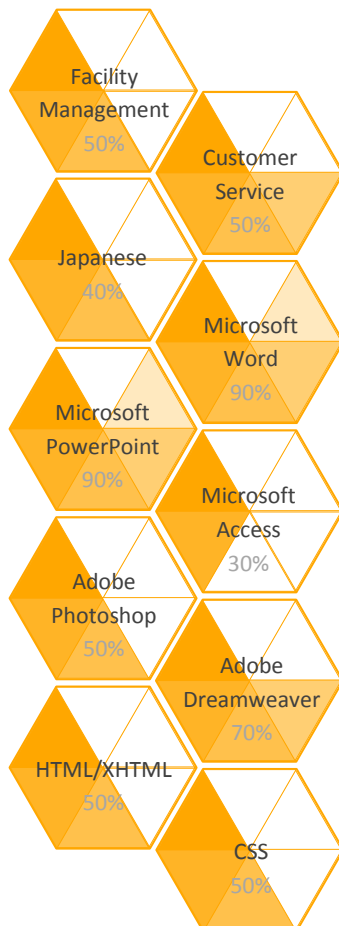 Facility
Management
50%
Customer
Service
50%
Japanese
40%
Microsoft
Word
90%
Microsoft
PowerPoint
90%
Microsoft
Access
30%
Adobe
Photoshop
50%
Adobe
Dreamweaver
70%
HTML/XHTML
50%
CSS
50%